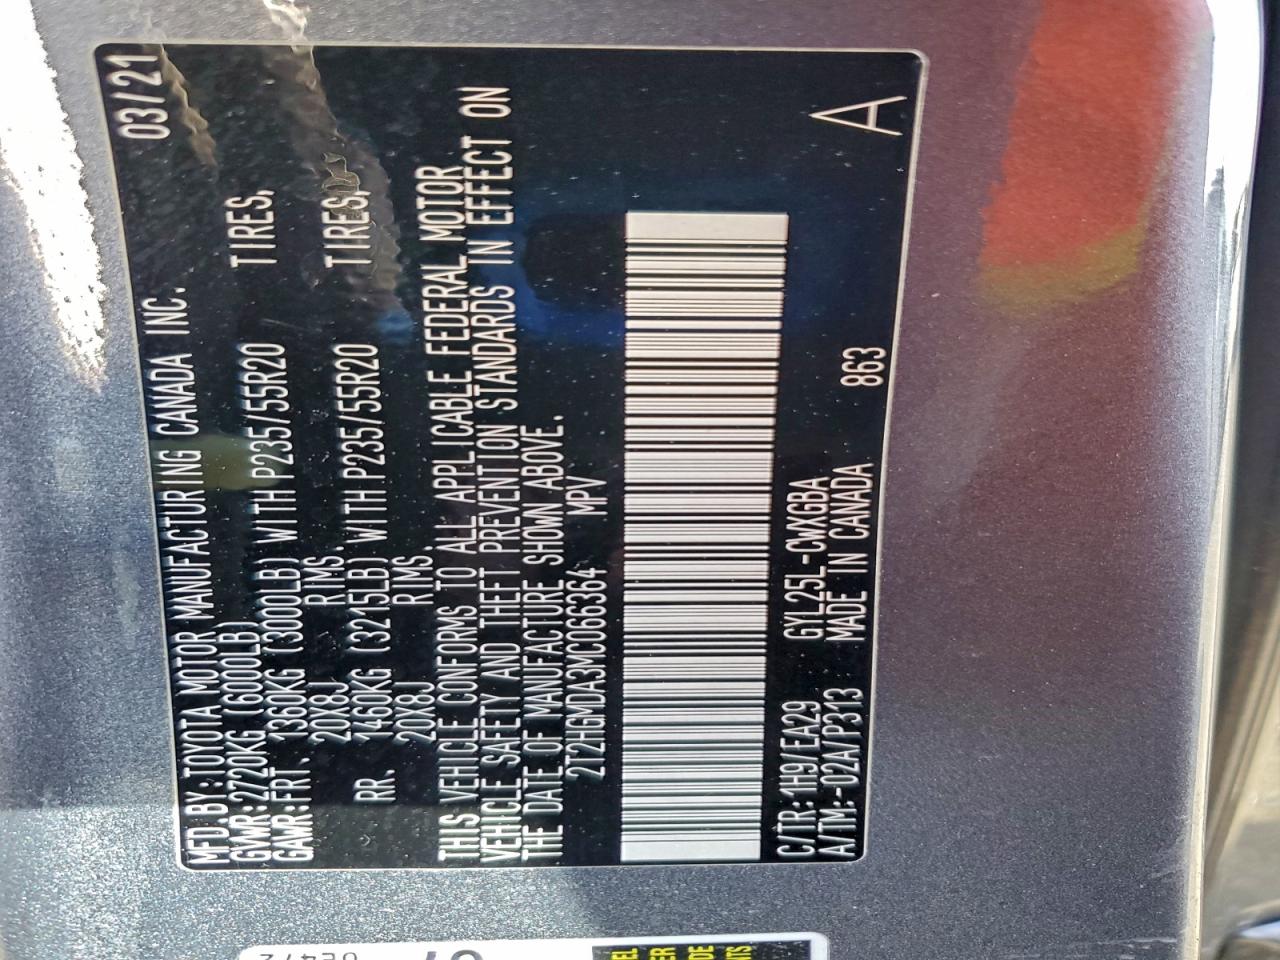 MFD.BY:TOYOTA MOTOR MANUFACTURING CANADA INC. 03/21
GVWR:2720KG (6000LB)
GAWR:FRT. 1360KG (3000LB) WITH P235/55R20 TIRES,
20X8J RIMS.
RR. 1460KG (3215LB) WITH P235/55R20 TIRES,
20X8J RIMS.
THIS VEHICLE CONFORMS TO ALL APPLICABLE FEDERAL MOTOR
VEHICLE SAFETY AND THEFT PREVENTION STANDARDS IN EFFECT ON
THE DATE OF MANUFACTURE SHOWN ABOVE.
2T2HGMDA3MC066364 MPV
C/TR:1H9/EA29 GYL25L-CWXGBA
A/TM:-02A/P313 MADE IN CANADA 863
A